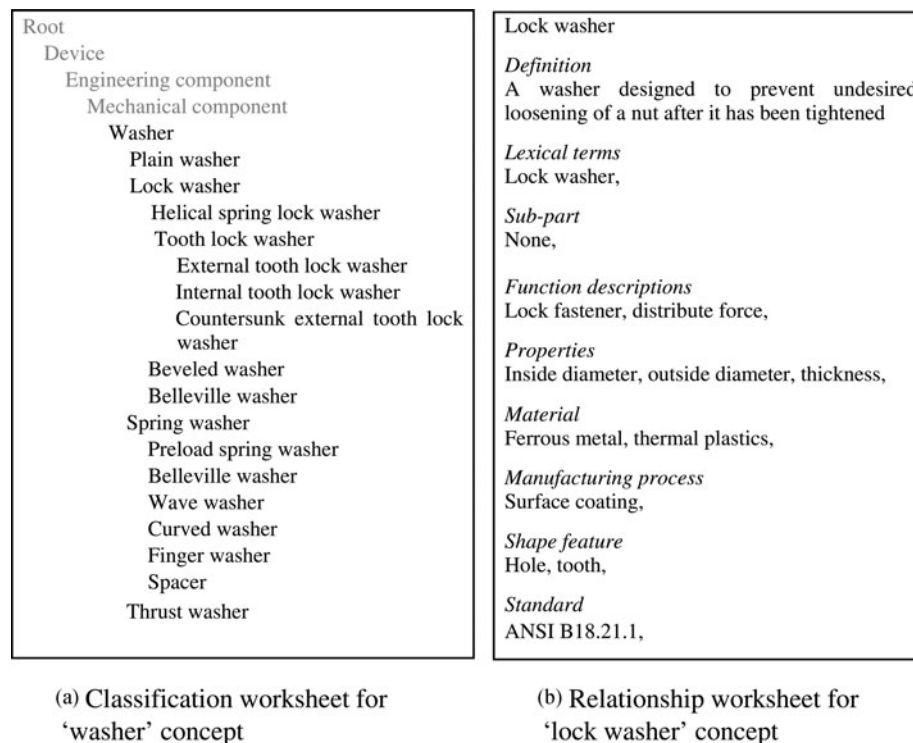 Root
Device
Engineering component
Mechanical component
Washer
Plain washer
Lock washer
Helical spring lock washer
Tooth lock washer
External tooth lock washer
Internal tooth lock washer
Countersunk external tooth lock
washer
Beveled washer
Belleville washer
Spring washer
Preload spring washer
Belleville washer
Wave washer
Curved washer
Finger washer
Spacer
Thrust washer
(a) Classification worksheet for
‘washer’ concept
Lock washer
Definition
A washer designed to prevent undesired
loosening of a nut after it has been tightened
Lexical terms
Lock washer,
Sub-part
None,
Function descriptions
Lock fastener, distribute force,
Properties
Inside diameter, outside diameter, thickness,
Material
Ferrous metal, thermal plastics,
Manufacturing process
Surface coating,
Shape feature
Hole, tooth,
Standard
ANSI B18.21.1,
(b) Relationship worksheet for
‘lock washer’ concept